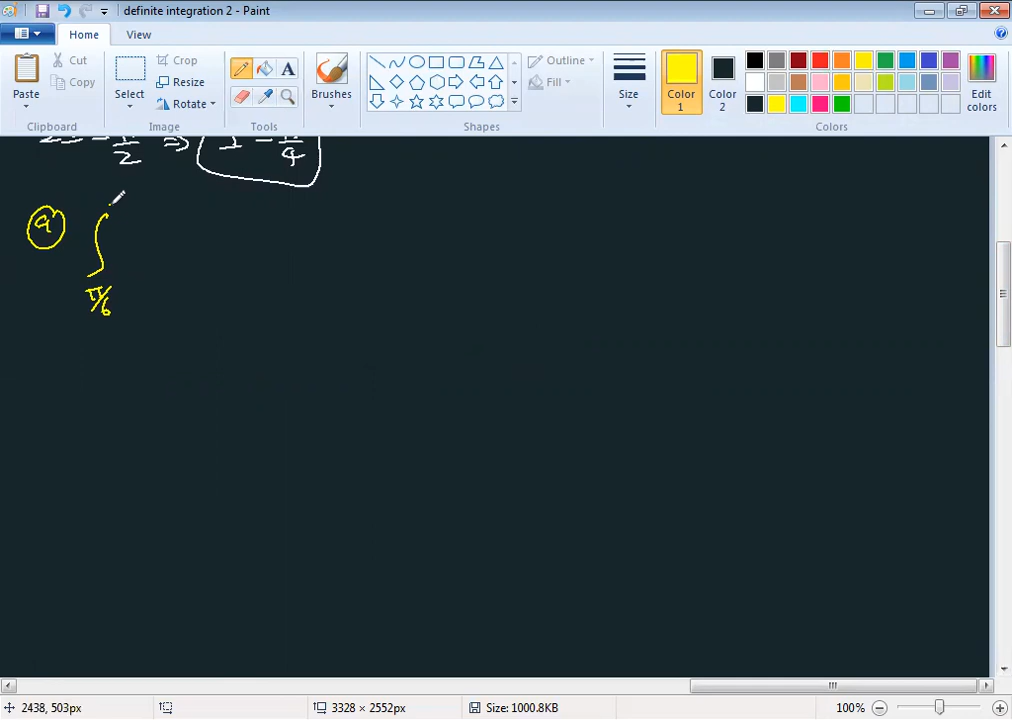 definite integration 2 - Paint
Home View
Paste
Cut
Copy
Select
Crop
Resize
Rotate
A
Brushes
Outline
Fill
Size
Color 1
Color 2
Edit colors
Clipboard Image Tools Shapes Colors
π/2 ⇒ I = π/4
9 ∫ π/6
2438, 503px
3328 × 2552px
Size: 1000.8KB
100%